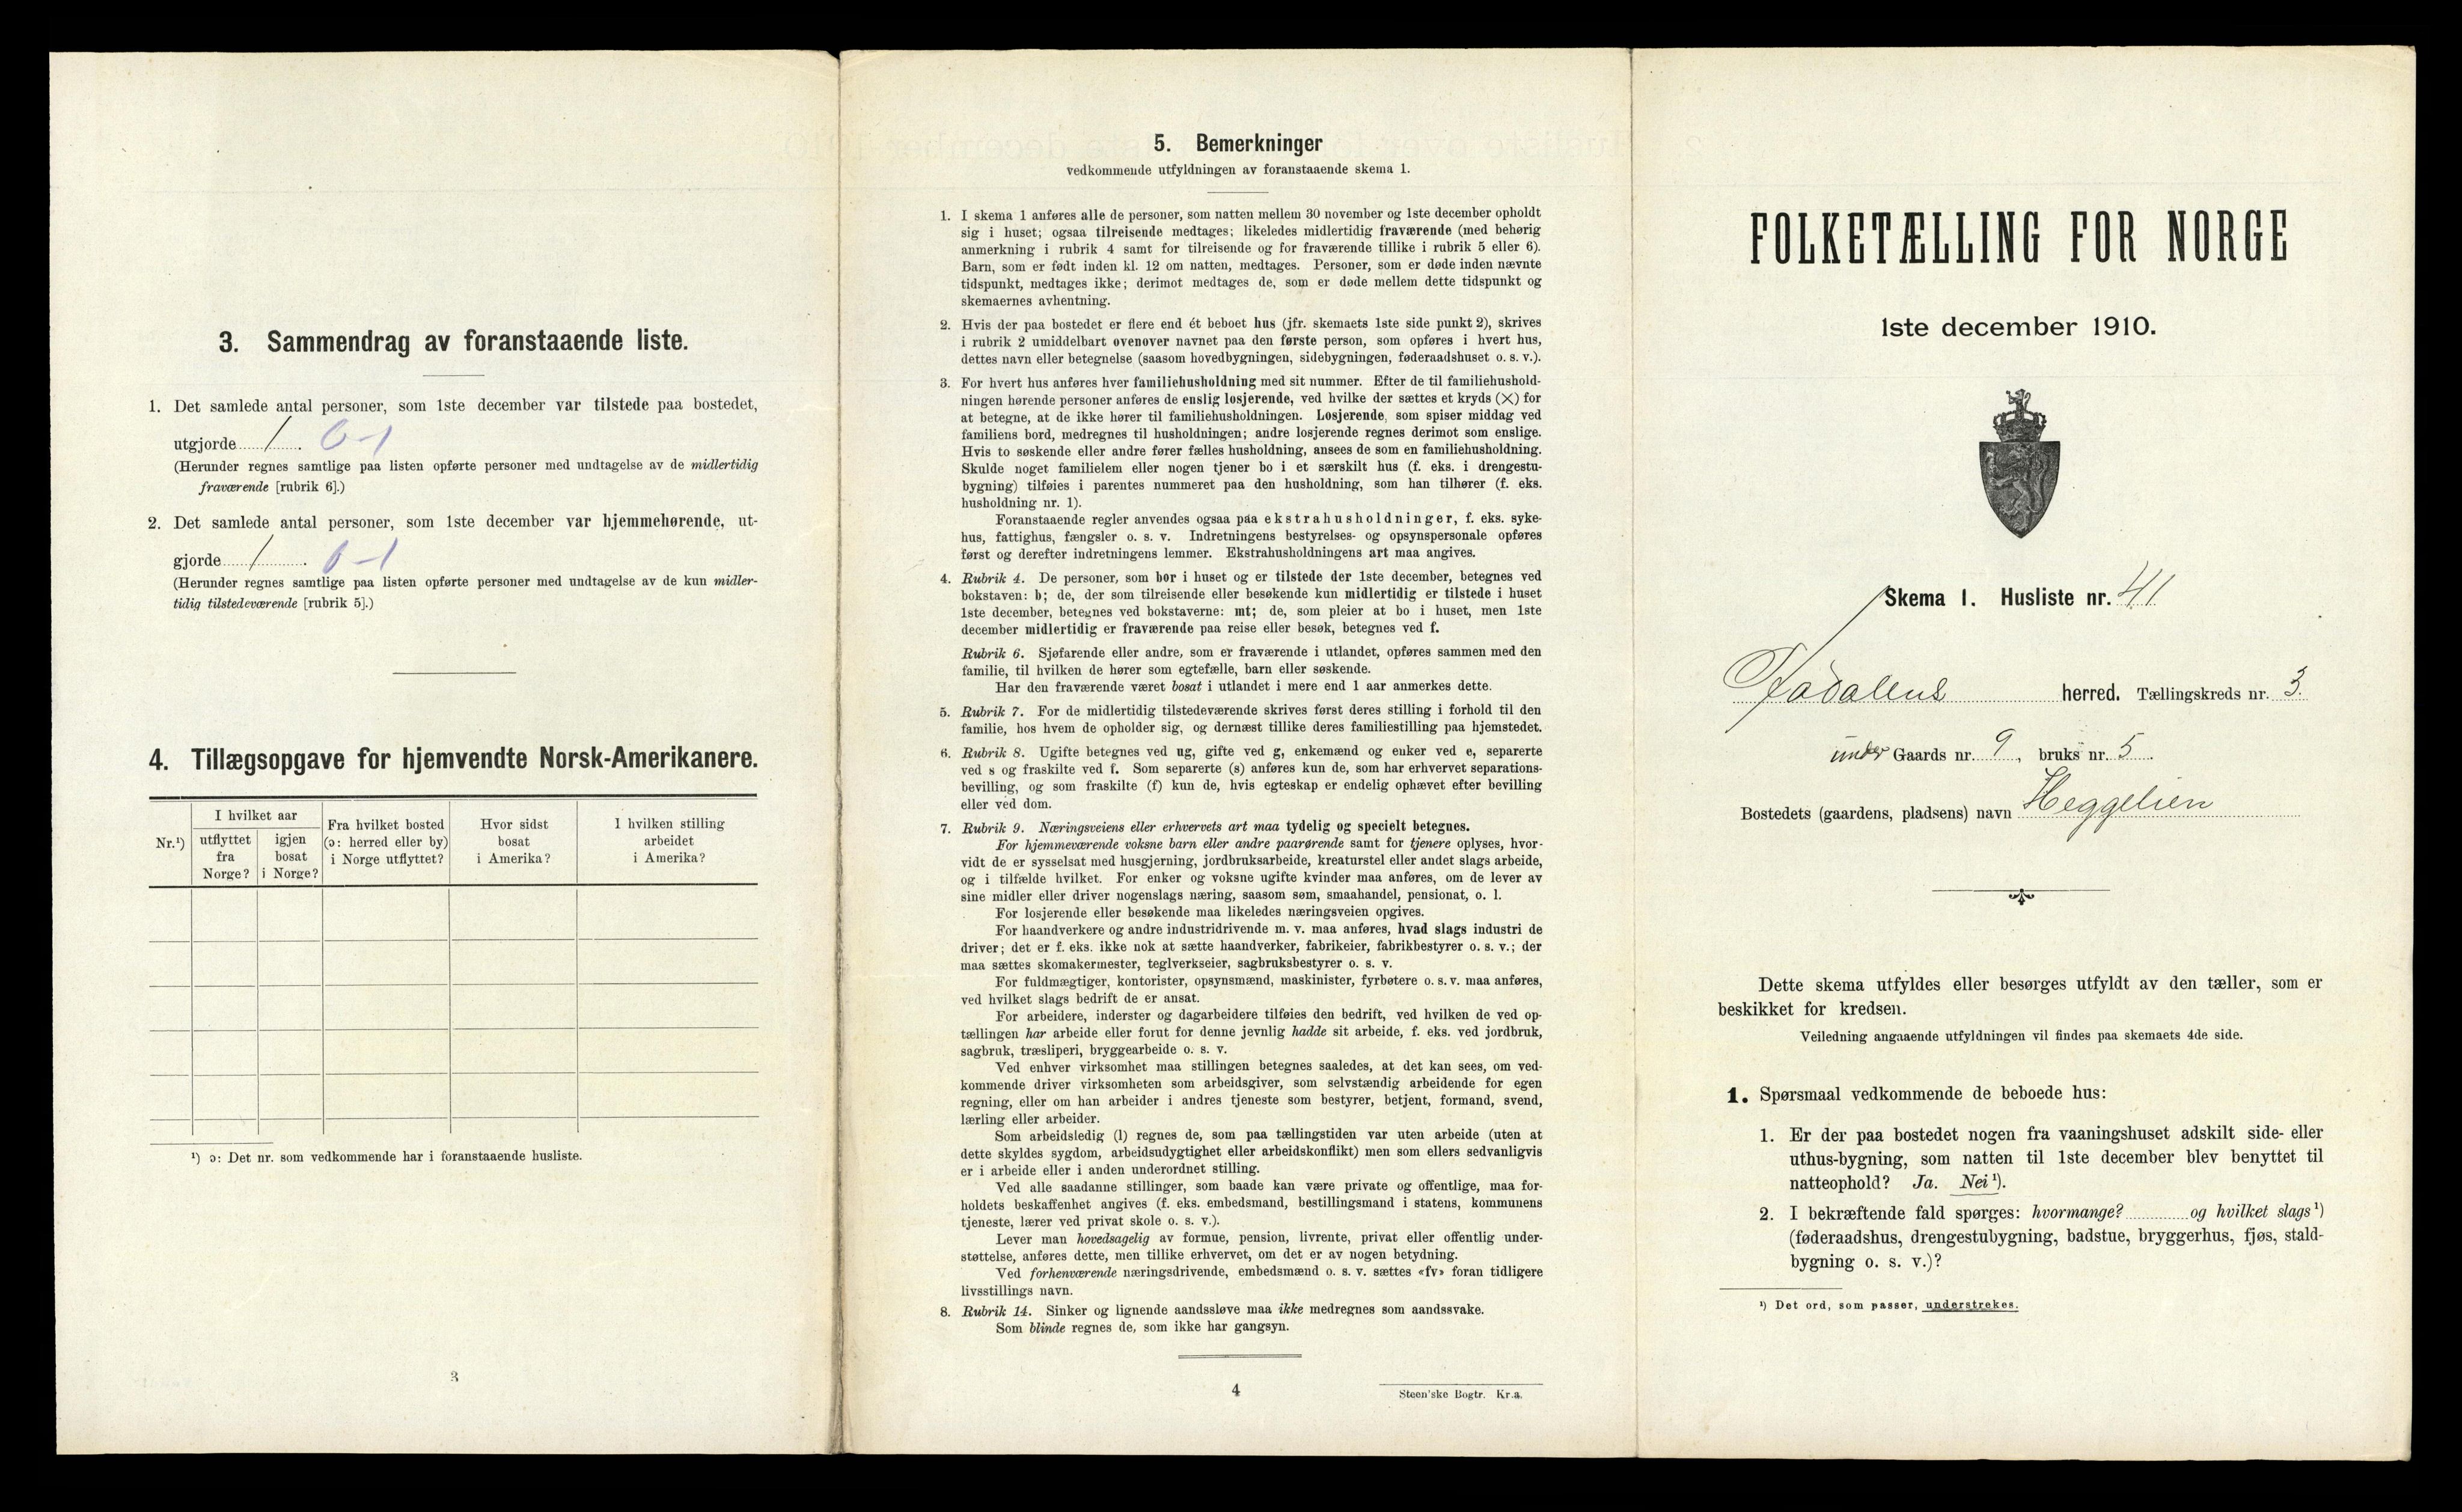 3. Sammendrag av foranstaaende liste.
1. Det samlede antal personer, som 1ste december var tilstede paa bostedet,
utgjorde 1. 0-1
(Herunder regnes samtlige paa listen opførte personer med undtagelse av de midlertidig
fraværende [rubrik 6].)
2. Det samlede antal personer, som 1ste december var hjemmehørende, ut-
gjorde 1. 0-1
(Herunder regnes samtlige paa listen opførte personer med undtagelse av de kun midler-
tidig tilstedeværende [rubrik 5].)
4. Tillægsopgave for hjemvendte Norsk-Amerikanere.
Nr.¹)
I hvilket aar
utflyttet
fra
Norge?
igjen
bosat
i Norge?
Fra hvilket bosted
(ɔ: herred eller by)
i Norge utflyttet?
Hvor sidst
bosat
i Amerika?
I hvilken stilling
arbeidet
i Amerika?
¹) ɔ: Det nr. som vedkommende har i foranstaaende husliste.
3
5. Bemerkninger
vedkommende utfyldningen av foranstaaende skema 1.
1. I skema 1 anføres alle de personer, som natten mellem 30 november og 1ste december opholdt
sig i huset; ogsaa tilreisende medtages; likeledes midlertidig fraværende (med behørig
anmerkning i rubrik 4 samt for tilreisende og for fraværende tillike i rubrik 5 eller 6).
Barn, som er født inden kl. 12 om natten, medtages. Personer, som er døde inden nævnte
tidspunkt, medtages ikke; derimot medtages de, som er døde mellem dette tidspunkt og
skemaernes avhentning.
2. Hvis der paa bostedet er flere end ét beboet hus (jfr. skemaets 1ste side punkt 2), skrives
i rubrik 2 umiddelbart ovenover navnet paa den første person, som opføres i hvert hus,
dettes navn eller betegnelse (saasom hovedbygningen, sidebygningen, føderaadshuset o. s. v.).
3. For hvert hus anføres hver familiehusholdning med sit nummer. Efter de til familiehushold-
ningen hørende personer anføres de enslig losjerende, ved hvilke der sættes et kryds (×) for
at betegne, at de ikke hører til familiehusholdningen. Losjerende, som spiser middag ved
familiens bord, medregnes til husholdningen; andre losjerende regnes derimot som enslige.
Hvis to søskende eller andre fører fælles husholdning, ansees de som en familiehusholdning.
Skulde noget familielem eller nogen tjener bo i et særskilt hus (f. eks. i drengestu-
bygning) tilføies i parentes nummeret paa den husholdning, som han tilhører (f. eks.
husholdning nr. 1).
Foranstaaende regler anvendes ogsaa paa ekstrahusholdninger, f. eks. syke-
hus, fattighus, fængsler o. s. v. Indretningens bestyrelses- og opsynspersonale opføres
først og derefter indretningens lemmer. Ekstrahusholdningens art maa angives.
4. Rubrik 4. De personer, som bor i huset og er tilstede der 1ste december, betegnes ved
bokstaven: b; de, der som tilreisende eller besøkende kun midlertidig er tilstede i huset
1ste december, betegnes ved bokstaverne: mt; de, som pleier at bo i huset, men 1ste
december midlertidig er fraværende paa reise eller besøk, betegnes ved f.
Rubrik 6. Sjøfarende eller andre, som er fraværende i utlandet, opføres sammen med den
familie, til hvilken de hører som egtefælle, barn eller søskende.
Har den fraværende været bosat i utlandet i mere end 1 aar anmerkes dette.
5. Rubrik 7. For de midlertidig tilstedeværende skrives først deres stilling i forhold til den
familie, hos hvem de opholder sig, og dernæst tillike deres familiestilling paa hjemstedet.
6. Rubrik 8. Ugifte betegnes ved ug, gifte ved g, enkemænd og enker ved e, separerte
ved s og fraskilte ved f. Som separerte (s) anføres kun de, som har erhvervet separations-
bevilling, og som fraskilte (f) kun de, hvis egteskap er endelig ophævet efter bevilling
eller ved dom.
7. Rubrik 9. Næringsveiens eller erhvervets art maa tydelig og specielt betegnes.
For hjemmeværende voksne barn eller andre paarørende samt for tjenere oplyses, hvor-
vidt de er sysselsat med husgjerning, jordbruksarbeide, kreaturstel eller andet slags arbeide,
og i tilfælde hvilket. For enker og voksne ugifte kvinder maa anføres, om de lever av
sine midler eller driver nogenslags næring, saasom søm, smaahandel, pensionat, o. l.
For losjerende eller besøkende maa likeledes næringsveien opgives.
For haandverkere og andre industridrivende m. v. maa anføres, hvad slags industri de
driver; det er f. eks. ikke nok at sætte haandverker, fabrikeier, fabrikbestyrer o. s. v.; der
maa sættes skomakermester, teglverkseier, sagbruksbestyrer o. s. v.
For fuldmægtiger, kontorister, opsynsmænd, maskinister, fyrbøtere o. s. v. maa anføres,
ved hvilket slags bedrift de er ansat.
For arbeidere, inderster og dagarbeidere tilføies den bedrift, ved hvilken de ved op-
tællingen har arbeide eller forut for denne jevnlig hadde sit arbeide, f. eks. ved jordbruk,
sagbruk, træsliperi, bryggearbeide o. s. v.
Ved enhver virksomhet maa stillingen betegnes saaledes, at det kan sees, om ved-
kommende driver virksomheten som arbeidsgiver, som selvstændig arbeidende for egen
regning, eller om han arbeider i andres tjeneste som bestyrer, betjent, formand, svend,
lærling eller arbeider.
Som arbeidsledig (l) regnes de, som paa tællingstiden var uten arbeide (uten at
dette skyldes sygdom, arbeidsudygtighet eller arbeidskonflikt) men som ellers sedvanligvis
er i arbeide eller i anden underordnet stilling.
Ved alle saadanne stillinger, som baade kan være private og offentlige, maa for-
holdets beskaffenhet angives (f. eks. embedsmand, bestillingsmand i statens, kommunens
tjeneste, lærer ved privat skole o. s. v.).
Lever man hovedsagelig av formue, pension, livrente, privat eller offentlig under-
støttelse, anføres dette, men tillike erhvervet, om det er av nogen betydning.
Ved forhenværende næringsdrivende, embedsmænd o. s. v. sættes «fv» foran tidligere
livsstillings navn.
8. Rubrik 14. Sinker og lignende aandssløve maa ikke medregnes som aandssvake.
Som blinde regnes de, som ikke har gangsyn.
4
Steen'ske Bogtr. Kr.a.
FOLKETÆLLING FOR NORGE
1ste december 1910.
Skema 1. Husliste nr. 41
Aadalens herred. Tællingskreds nr. 3.
under Gaards nr. 9, bruks nr. 5.
Bostedets (gaardens, pladsens) navn Heggelien
Dette skema utfyldes eller besørges utfyldt av den tæller, som er
beskikket for kredsen.
Veiledning angaaende utfyldningen vil findes paa skemaets 4de side.
1. Spørsmaal vedkommende de beboede hus:
1. Er der paa bostedet nogen fra vaaningshuset adskilt side- eller
uthus-bygning, som natten til 1ste december blev benyttet til
natteophold? Ja. Nei¹).
2. I bekræftende fald spørges: hvormange? og hvilket slags¹)
(føderaadshus, drengestubygning, badstue, bryggerhus, fjøs, stald-
bygning o. s. v.)?
¹) Det ord, som passer, understrekes.